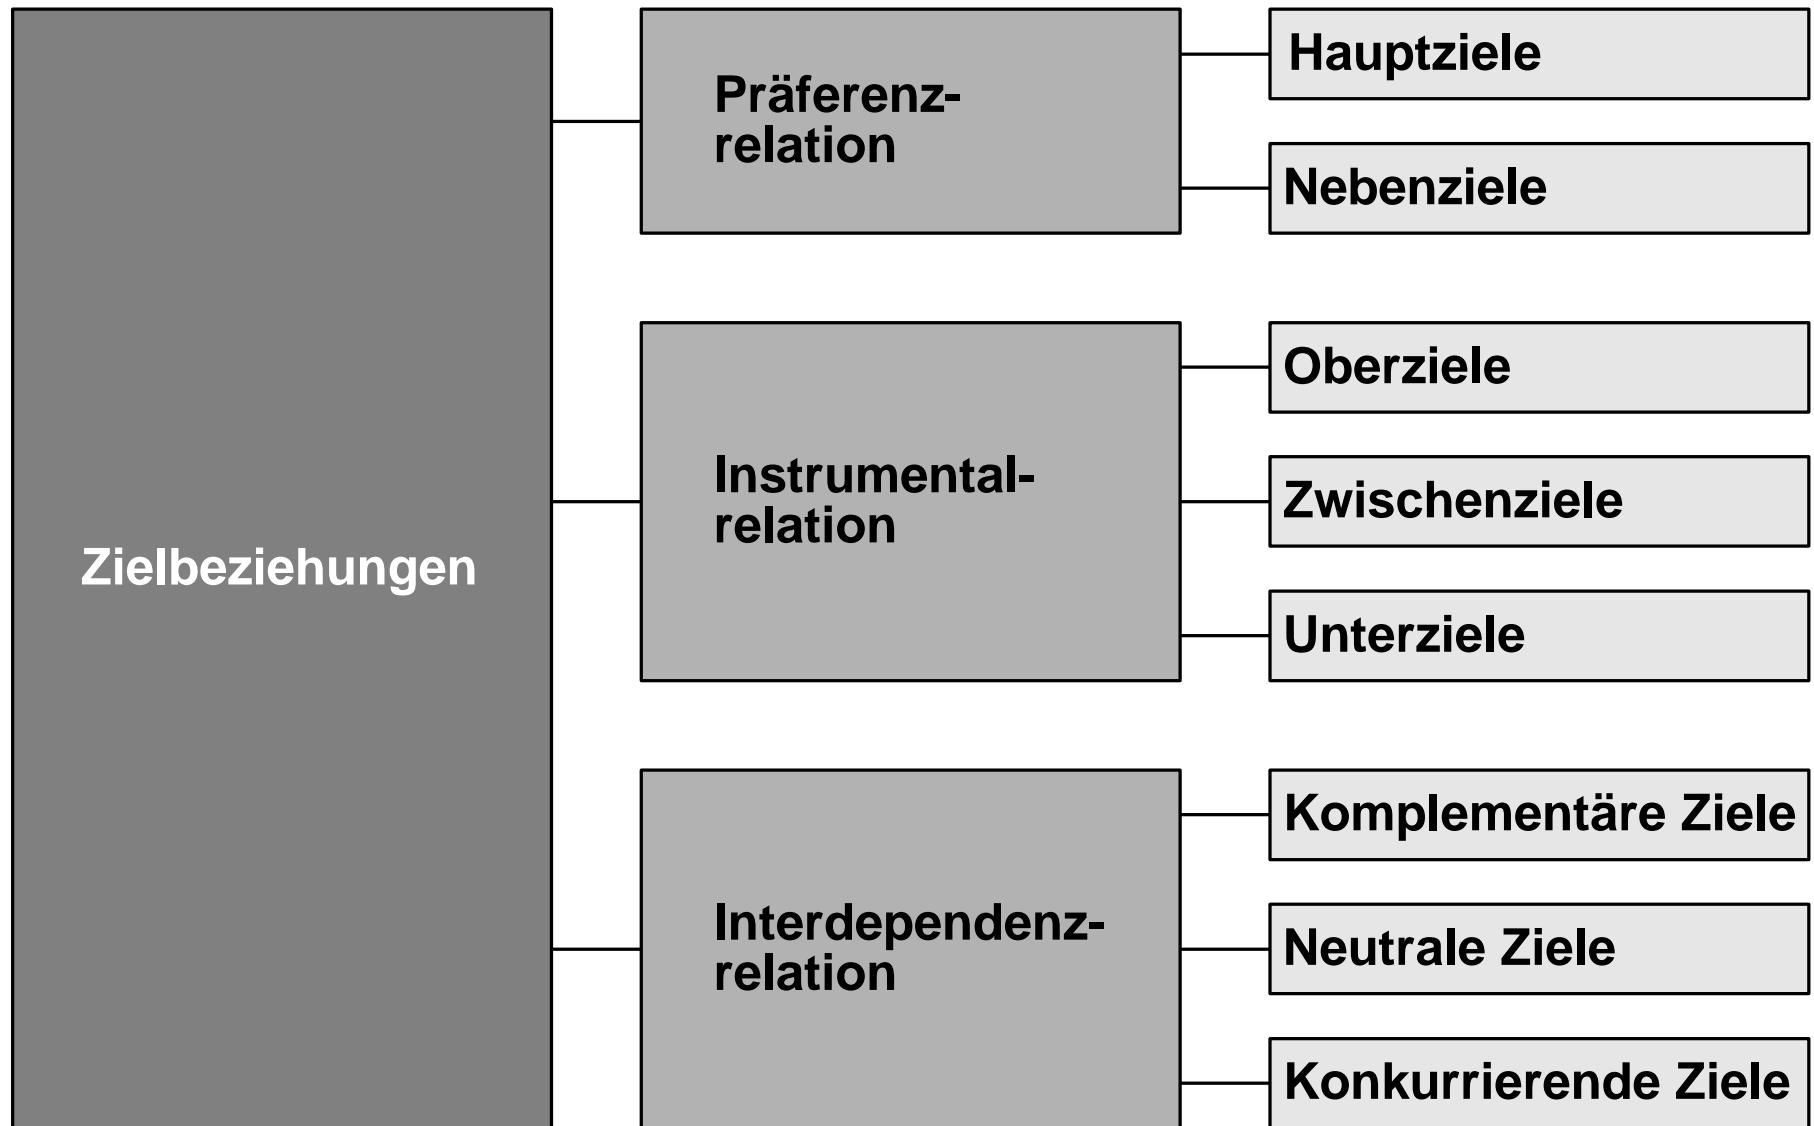 Zielbeziehungen
Präferenz-
relation
Hauptziele
Nebenziele
Instrumental-
relation
Oberziele
Zwischenziele
Unterziele
Interdependenz-
relation
Komplementäre Ziele
Neutrale Ziele
Konkurrierende Ziele